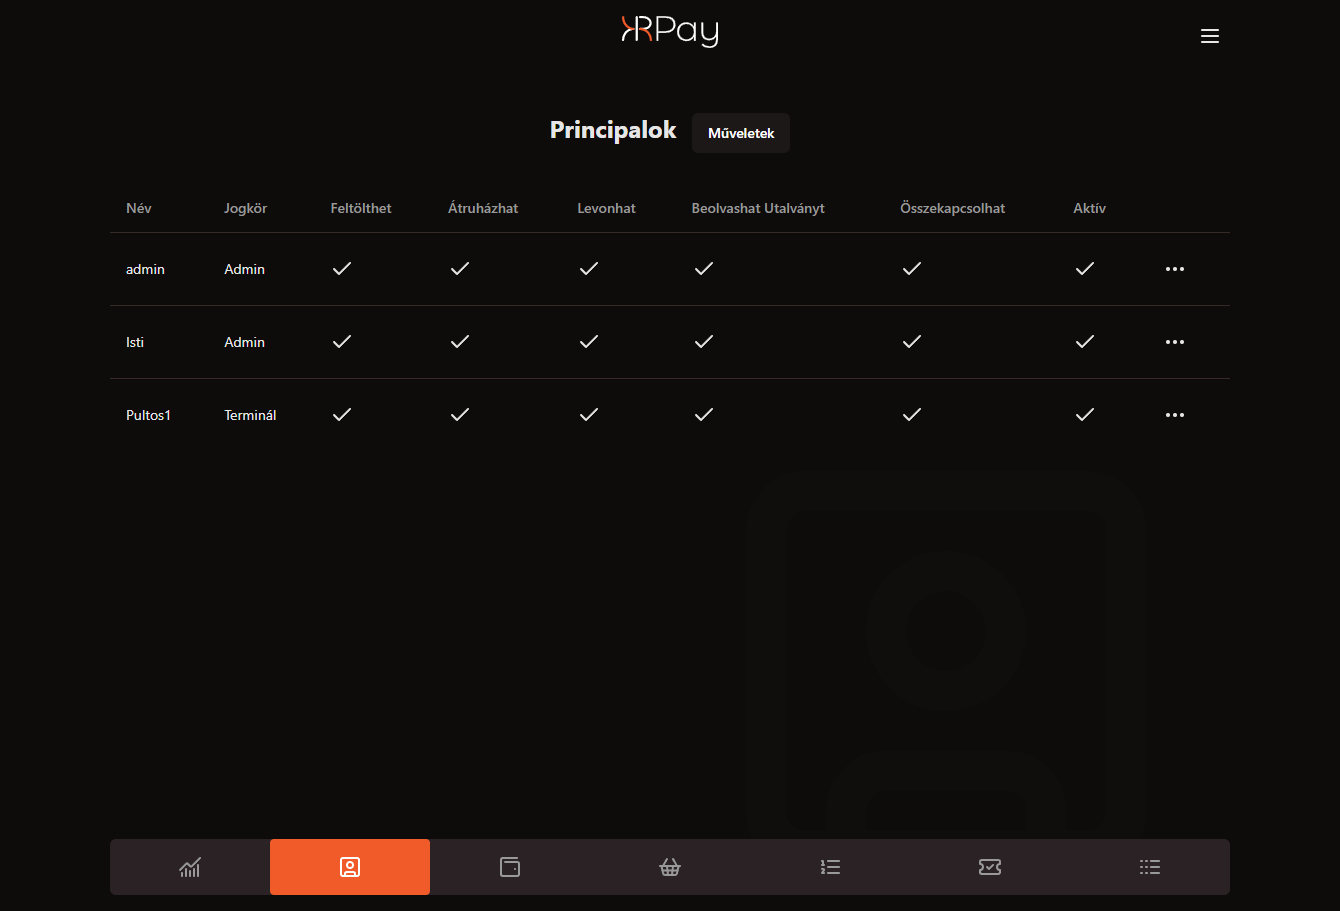 KRPay
Principalok Műveletek
Név Jogkör Feltölthet Átruházhat Levonhat Beolvashat Utalványt Összekapcsolhat Aktív
admin Admin
Isti Admin
Pultos1 Terminál